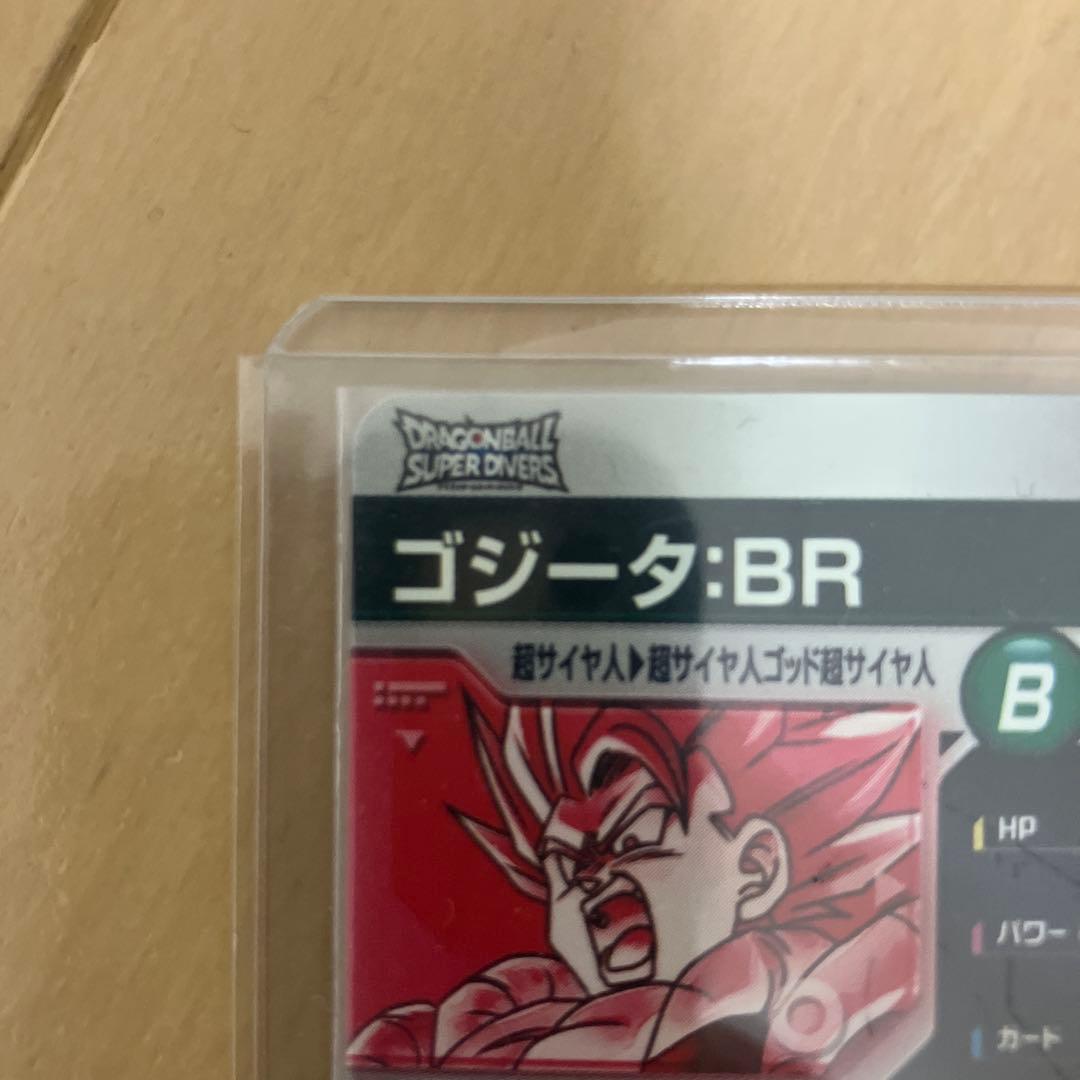 DRAGONBALL
SUPER DIVERS
ゴジータ:BR
超サイヤ人▶超サイヤ人ゴッド超サイヤ人
B
HP
パワー
カード